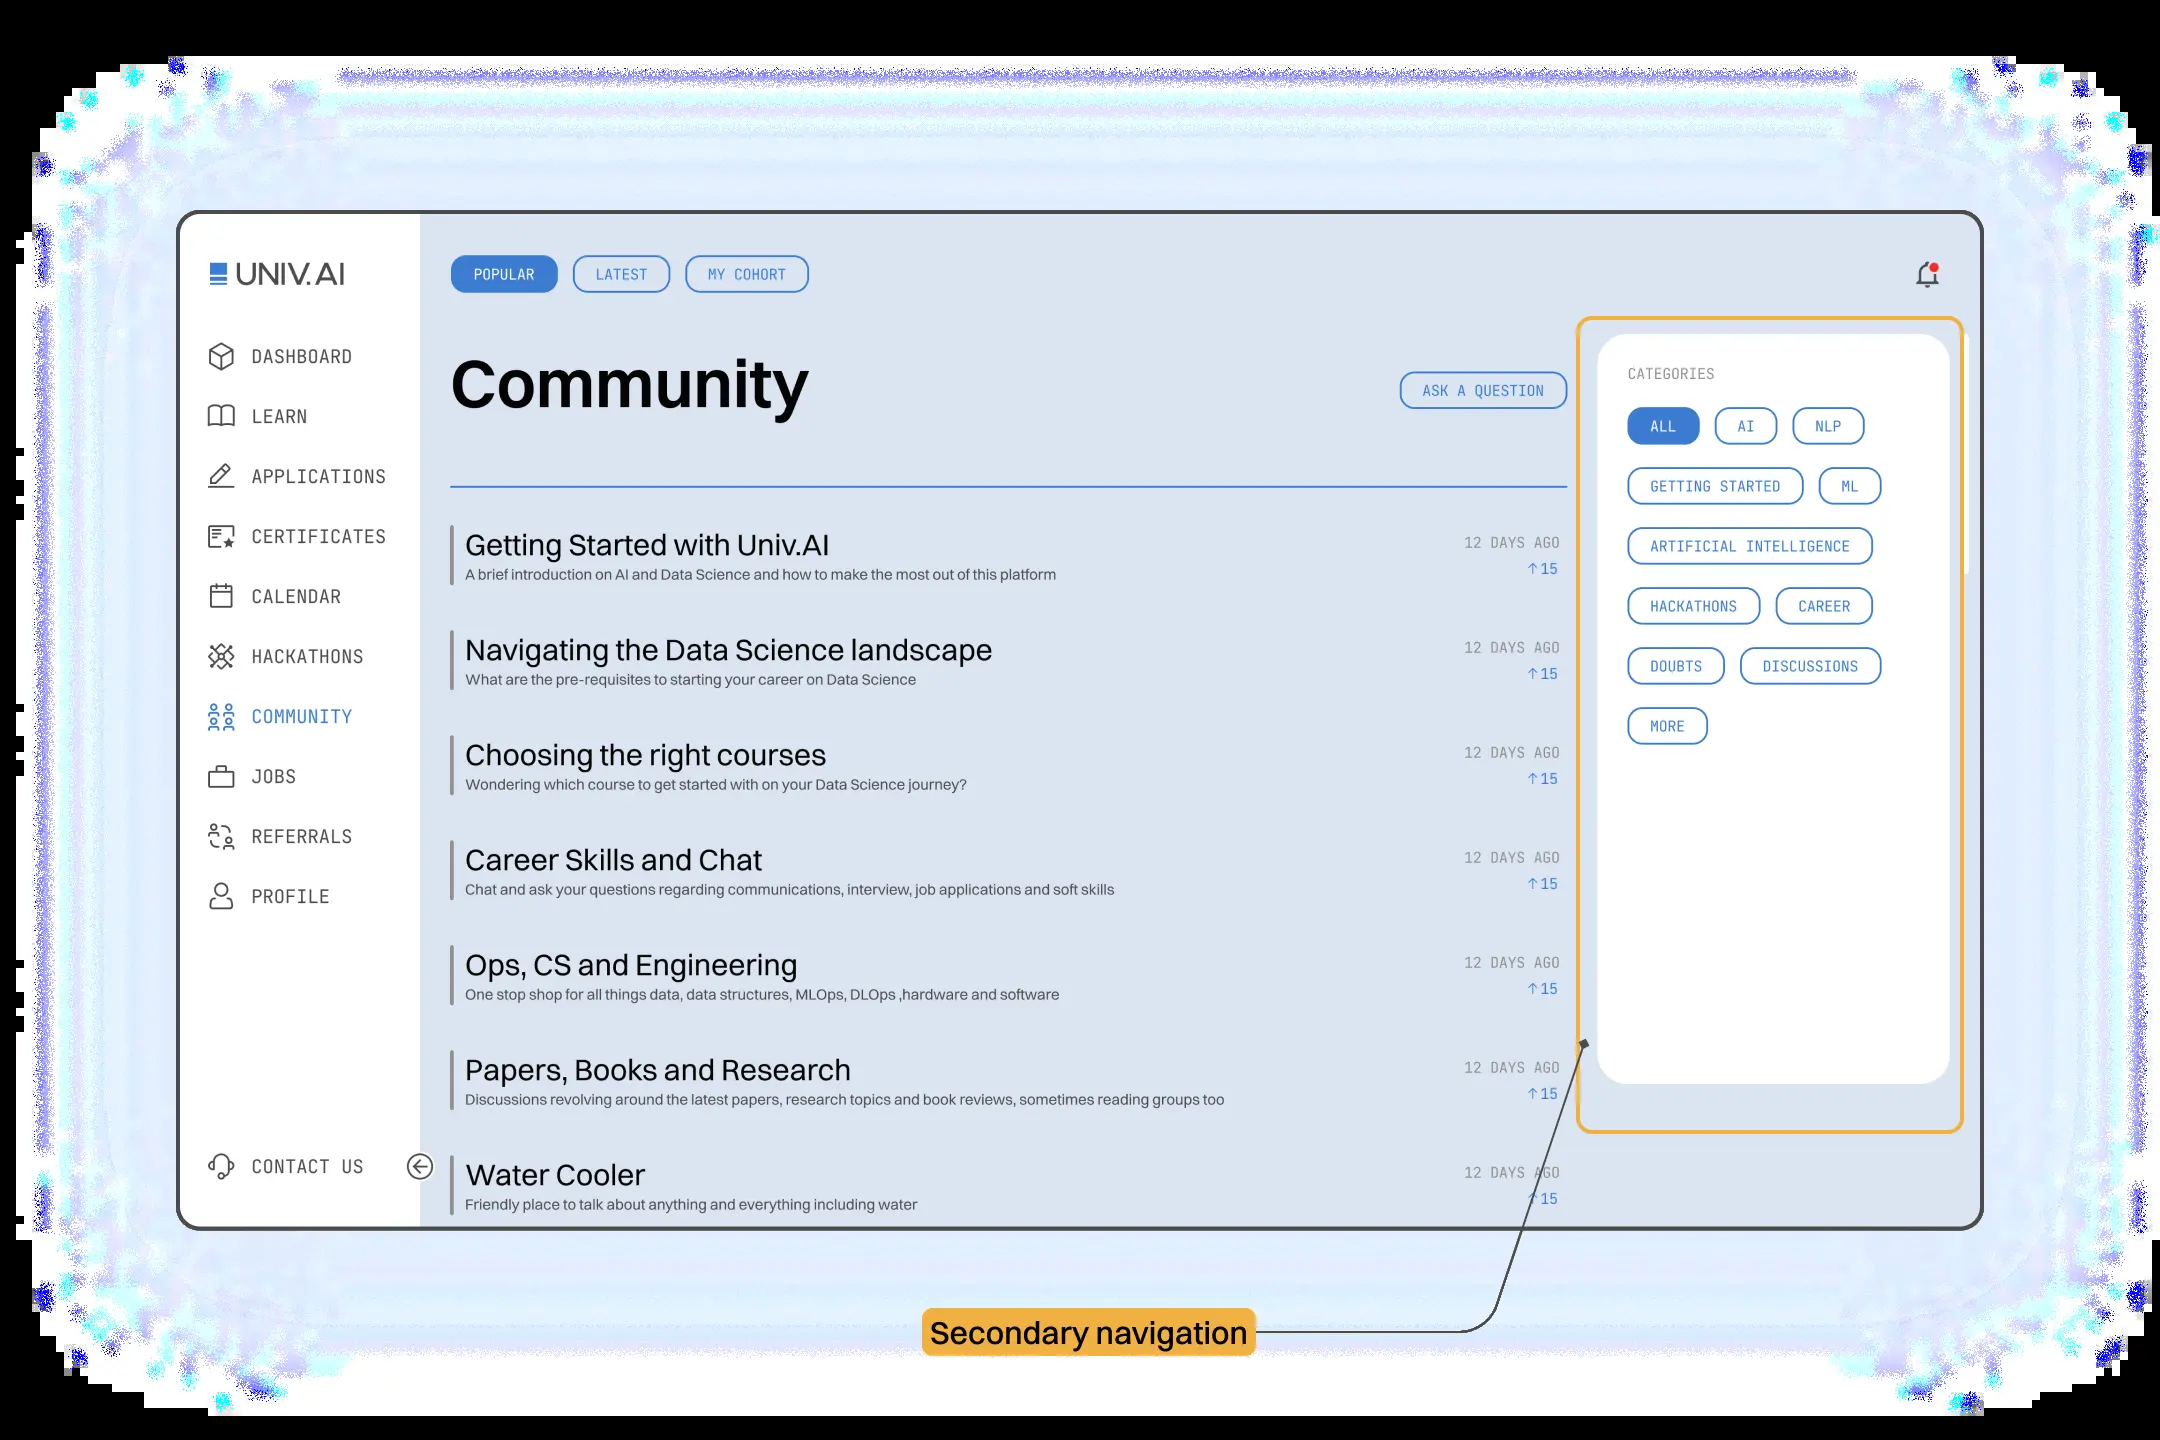 UNIV.AI
DASHBOARD
LEARN
APPLICATIONS
CERTIFICATES
CALENDAR
HACKATHONS
COMMUNITY
JOBS
REFERRALS
PROFILE
CONTACT US
POPULAR LATEST MY COHORT
Community
ASK A QUESTION
Getting Started with Univ.AI
12 DAYS AGO
A brief introduction on AI and Data Science and how to make the most out of this platform
↑15
Navigating the Data Science landscape
12 DAYS AGO
What are the pre-requisites to starting your career on Data Science
↑15
Choosing the right courses
12 DAYS AGO
Wondering which course to get started with on your Data Science journey?
↑15
Career Skills and Chat
12 DAYS AGO
Chat and ask your questions regarding communications, interview, job applications and soft skills
↑15
Ops, CS and Engineering
12 DAYS AGO
One stop shop for all things data, data structures, MLOps, DLOps ,hardware and software
↑15
Papers, Books and Research
12 DAYS AGO
Discussions revolving around the latest papers, research topics and book reviews, sometimes reading groups too
↑15
Water Cooler
12 DAYS AGO
Friendly place to talk about anything and everything including water
↑15
CATEGORIES
ALL AI NLP
GETTING STARTED ML
ARTIFICIAL INTELLIGENCE
HACKATHONS CAREER
DOUBTS DISCUSSIONS
MORE
Secondary navigation